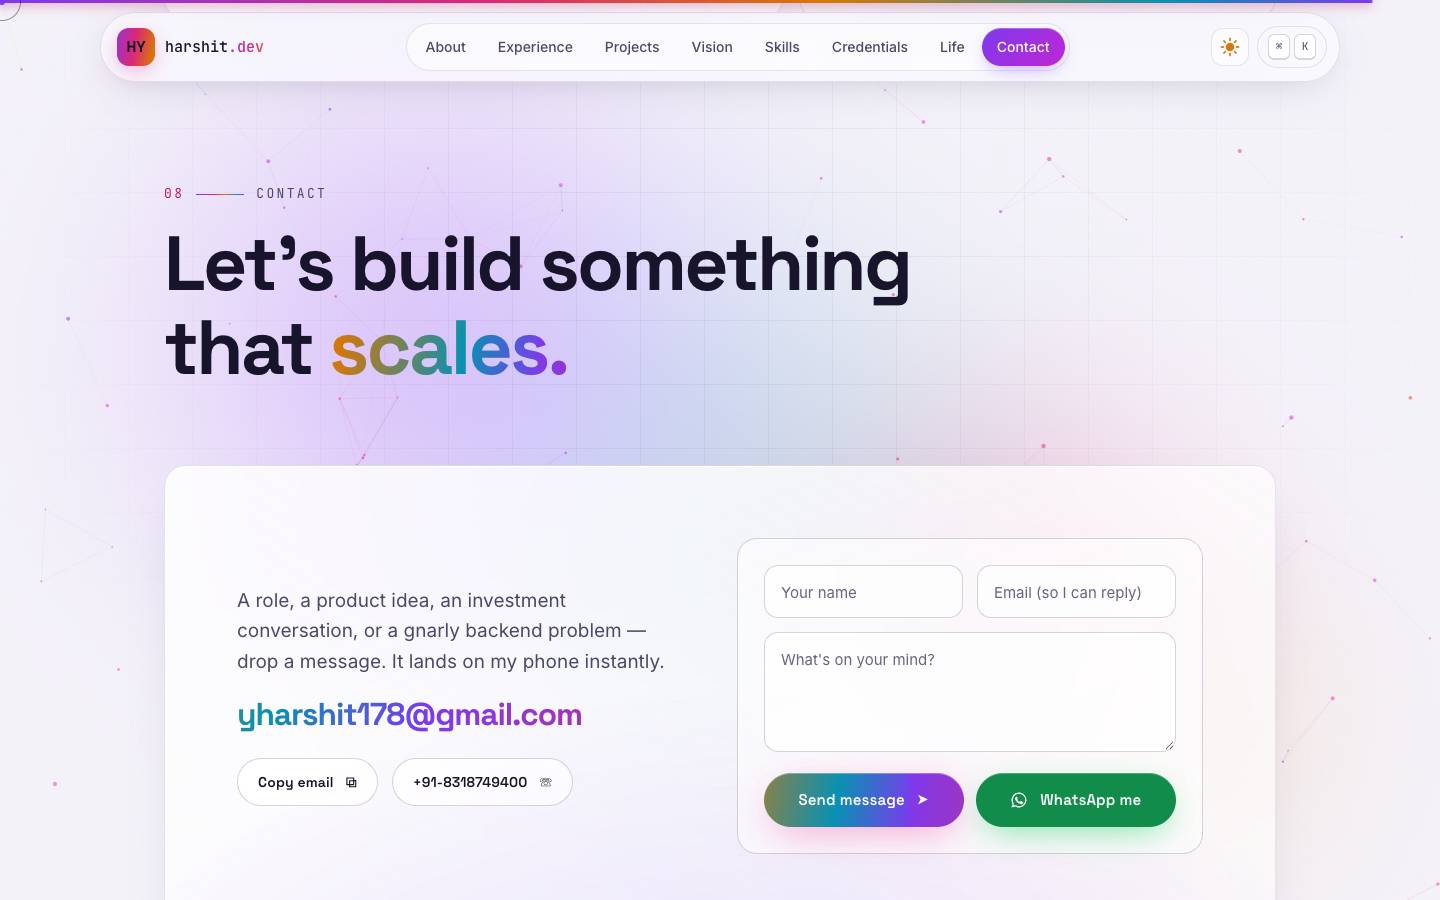 HY harshit.dev About Experience Projects Vision Skills Credentials Life Contact ⌘ K
08 CONTACT
Let’s build something
that scales.
A role, a product idea, an investment
conversation, or a gnarly backend problem —
drop a message. It lands on my phone instantly.
yharshit178@gmail.com
Copy email +91-8318749400
Your name Email (so I can reply)
What's on your mind?
Send message WhatsApp me